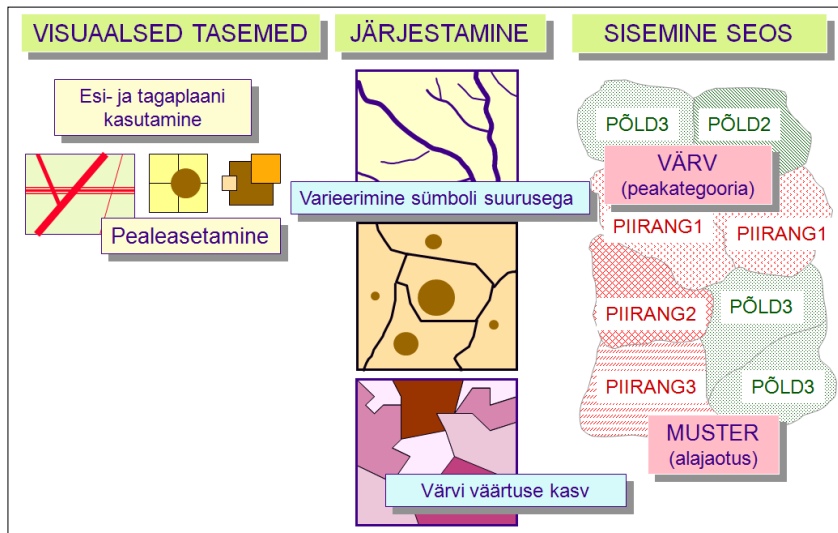 VISUAALSED TASEMED
Esi- ja tagaplaani
kasutamine
Pealeasetamine
JÄRJESTAMINE
Varieerimine sümboli suurusega
Värvi väärtuse kasv
SISEMINE SEOS
PÕLD3
PÕLD2
VÄRV
(peakategooria)
PIIRANG1
PIIRANG1
PIIRANG2
PÕLD3
PIIRANG3
PÕLD3
MUSTER
(alajaotus)